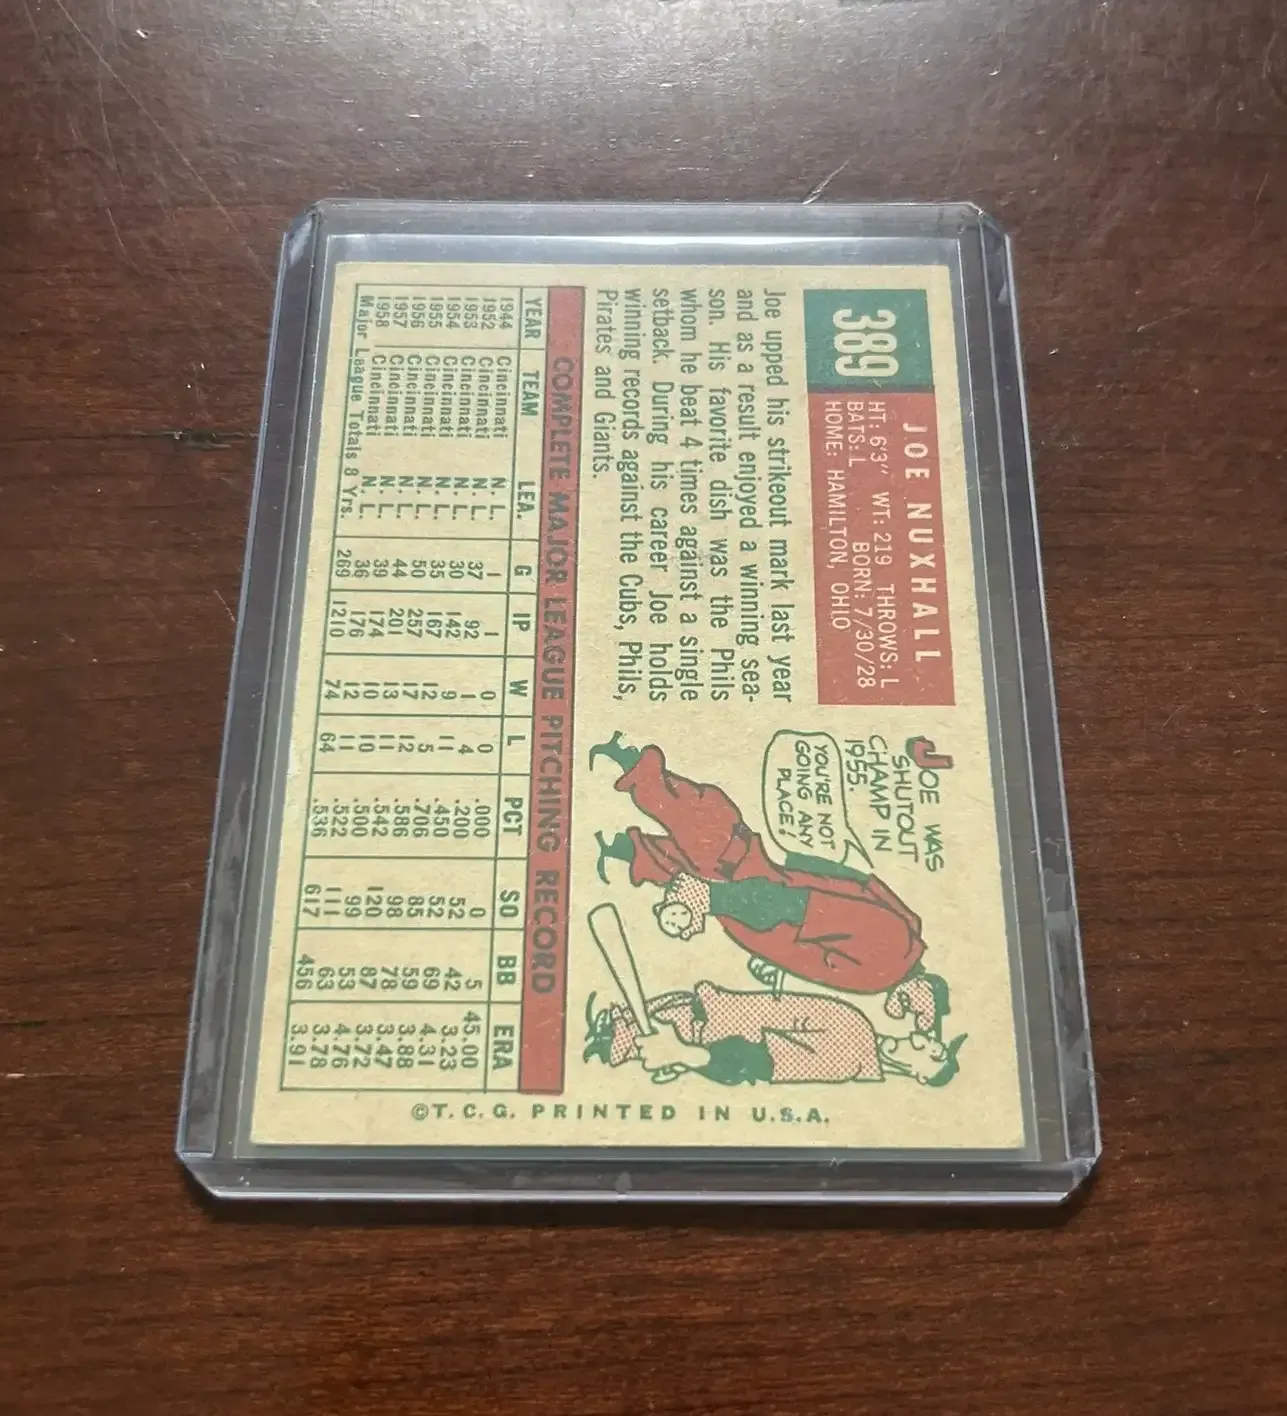 389
JOE NUXHALL
HT: 6'3" WT: 219 THROWS: L
BATS: L BORN: 7/30/28
HOME: HAMILTON, OHIO
Joe upped his strikeout mark last year
and as a result enjoyed a winning sea-
son. His favorite dish was the Phils
whom he beat 4 times against a single
setback. During his career Joe holds
winning records against the Cubs, Phils,
Pirates and Giants.
JOE WAS
SHUTOUT
CHAMP IN
1955.
YOU'RE NOT
GOING ANY
PLACE!
COMPLETE MAJOR LEAGUE PITCHING RECORD
YEAR TEAM LEA. G IP W L PCT SO BB ERA
1944 Cincinnati N. L. 1 1 0 0 .000 0 5 45.00
1952 Cincinnati N. L. 37 92 1 4 .200 52 42 3.23
1953 Cincinnati N. L. 30 142 9 11 .450 52 69 4.31
1954 Cincinnati N. L. 35 167 12 5 .706 85 59 3.88
1955 Cincinnati N. L. 50 257 17 12 .586 98 78 3.47
1956 Cincinnati N. L. 44 201 13 11 .542 120 87 3.72
1957 Cincinnati N. L. 39 174 10 10 .500 99 53 4.76
1958 Cincinnati N. L. 36 176 12 11 .522 111 63 3.78
Major League Totals 8 Yrs. 269 1210 74 64 .536 617 456 3.91
©T. C. G. PRINTED IN U.S.A.